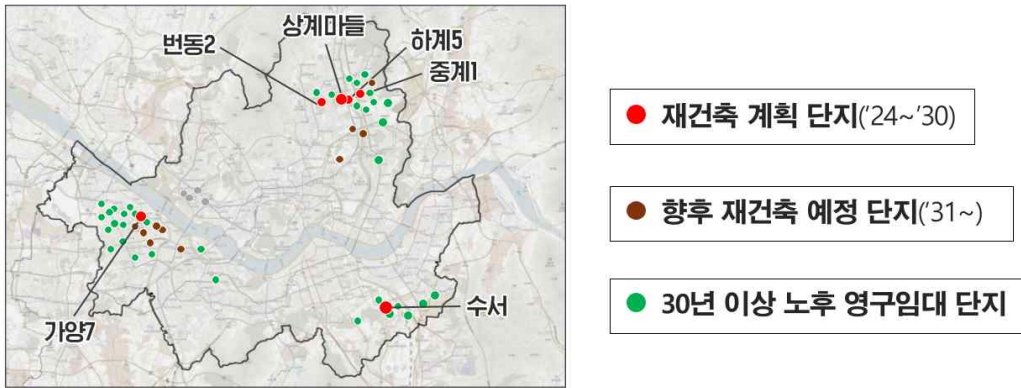 상계마들
번동2
하계5
중계1
가양7
수서
재건축 계획 단지('24~'30)
향후 재건축 예정 단지('31~)
30년 이상 노후 영구임대 단지